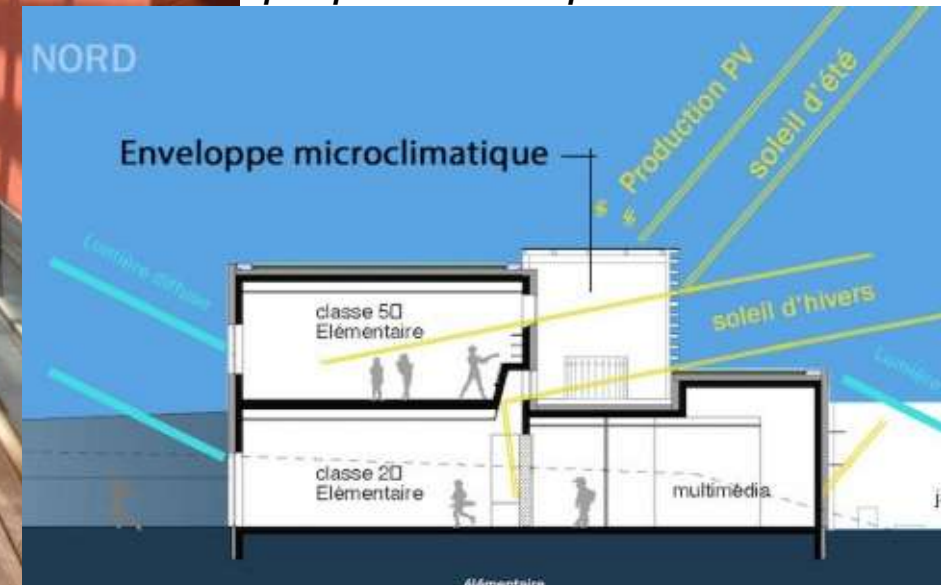 NORD
Production PV
soleil d'été
Enveloppe microclimatique
Lumière diffuse
soleil d'hivers
classe 5
Elémentaire
Lumière
classe 2
Elémentaire
multimédia
j
élémentaire